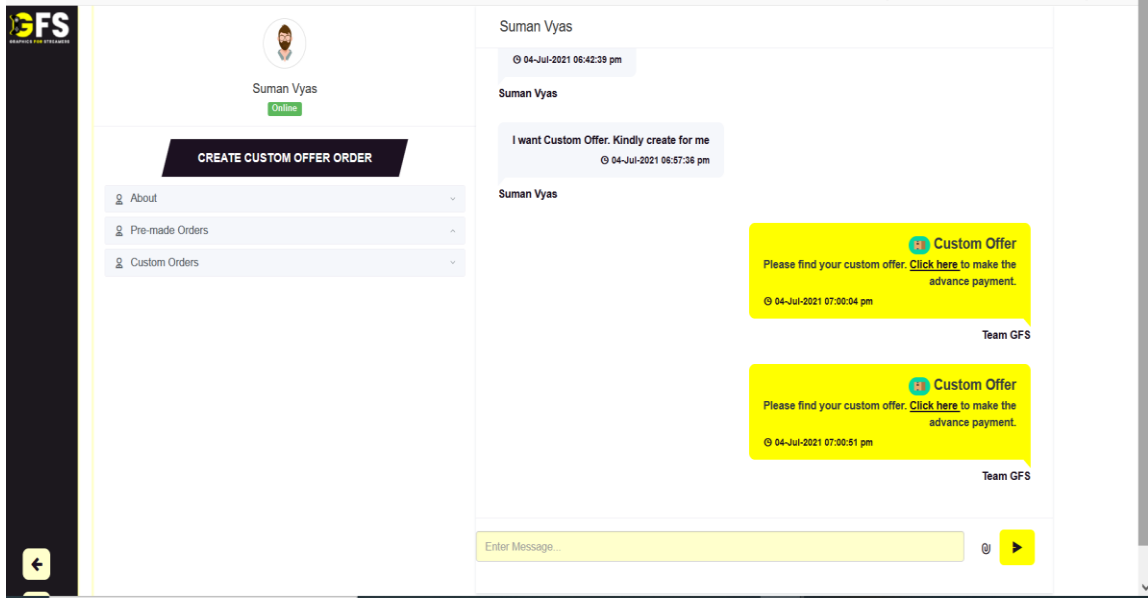 GFS
GRAPHICS FOR STREAMERS
Suman Vyas
Online
CREATE CUSTOM OFFER ORDER
About
Pre-made Orders
Custom Orders
Suman Vyas
04-Jul-2021 06:42:39 pm
Suman Vyas
I want Custom Offer. Kindly create for me
04-Jul-2021 06:57:36 pm
Suman Vyas
Custom Offer
Please find your custom offer. Click here to make the
advance payment.
04-Jul-2021 07:00:04 pm
Team GFS
Custom Offer
Please find your custom offer. Click here to make the
advance payment.
04-Jul-2021 07:00:51 pm
Team GFS
Enter Message...